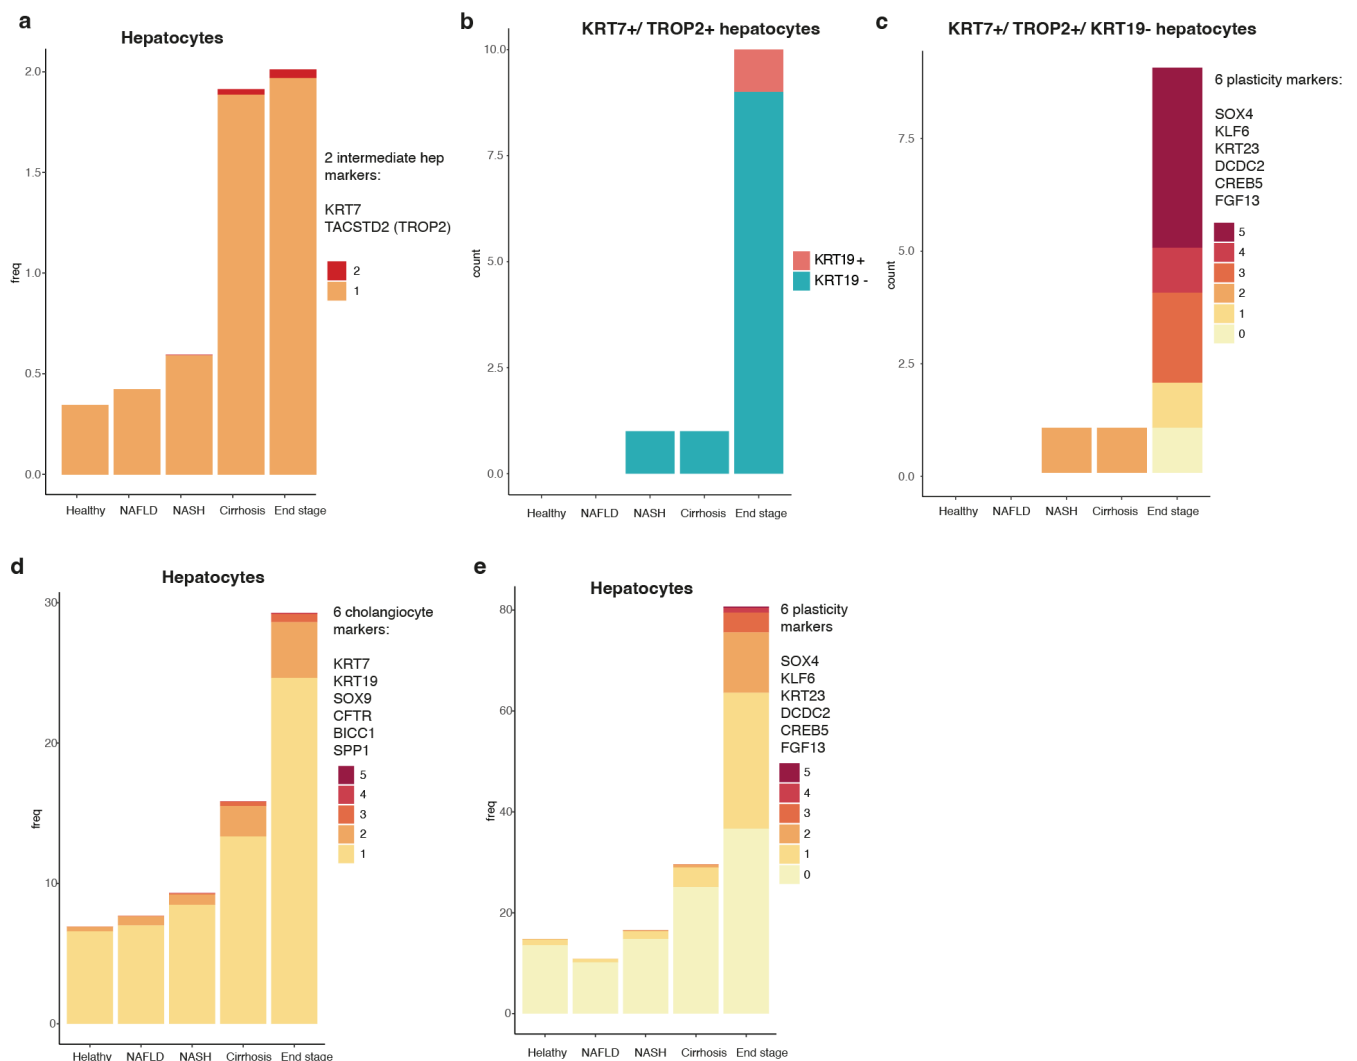 a
Hepatocytes
freq
2.0
1.5
1.0
0.5
0.0
Healthy NAFLD NASH Cirrhosis End stage
2 intermediate hep
markers:
KRT7
TACSTD2 (TROP2)
2
1
b
KRT7+/ TROP2+ hepatocytes
count
10.0
7.5
5.0
2.5
0.0
Healthy NAFLD NASH Cirrhosis End stage
KRT19 +
KRT19 -
c
KRT7+/ TROP2+/ KRT19- hepatocytes
count
7.5
5.0
2.5
0.0
Healthy NAFLD NASH Cirrhosis End stage
6 plasticity markers:
SOX4
KLF6
KRT23
DCDC2
CREB5
FGF13
5
4
3
2
1
0
d
Hepatocytes
freq
30
20
10
0
Helathy NAFLD NASH Cirrhosis End stage
6 cholangiocyte
markers:
KRT7
KRT19
SOX9
CFTR
BICC1
SPP1
5
4
3
2
1
e
Hepatocytes
freq
80
60
40
20
0
Helathy NAFLD NASH Cirrhosis End stage
6 plasticity
markers
SOX4
KLF6
KRT23
DCDC2
CREB5
FGF13
5
4
3
2
1
0